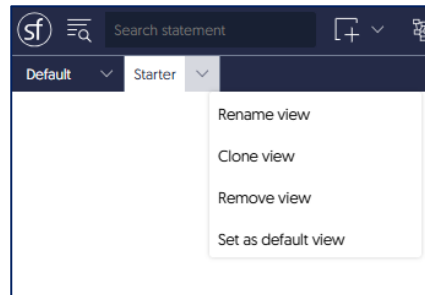 sf
Search statement
Default
Starter
Rename view
Clone view
Remove view
Set as default view